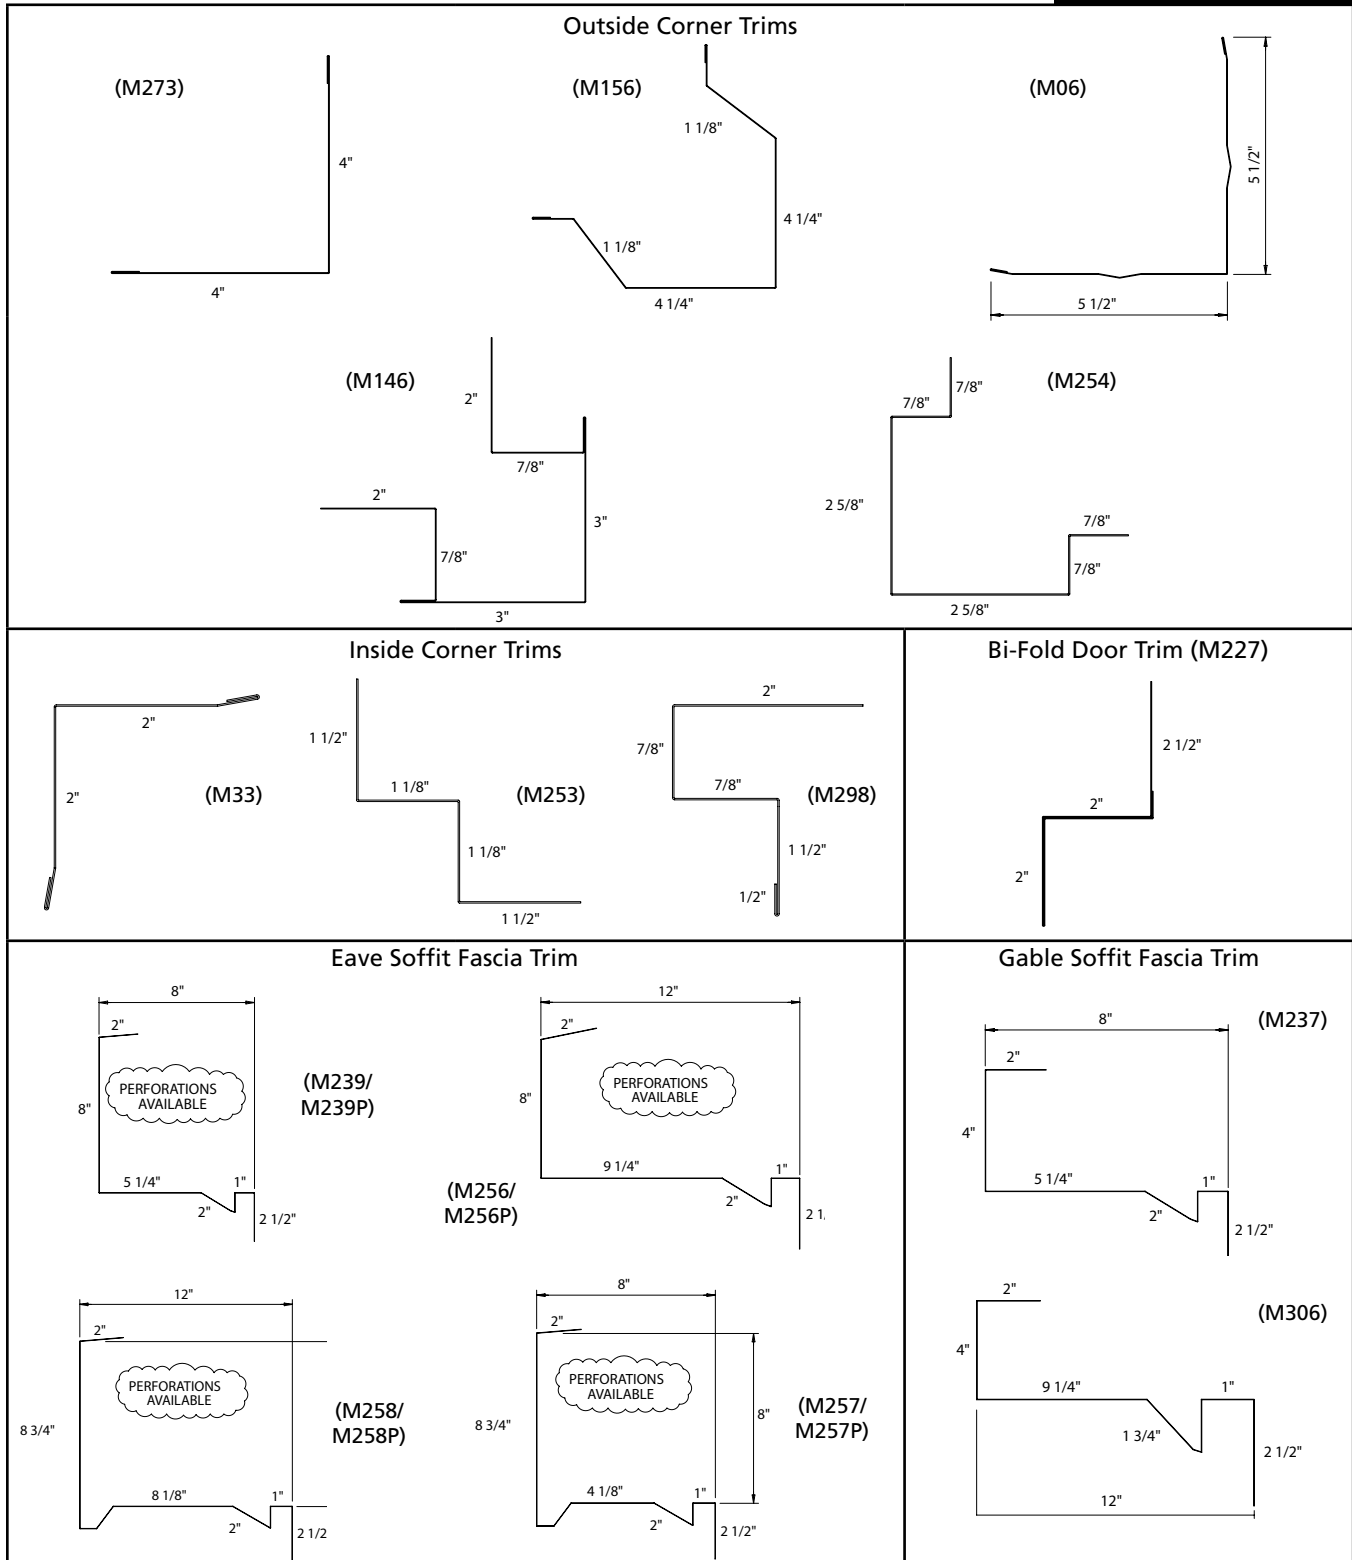 Outside Corner Trims
(M273)
4"
4"
(M156)
1 1/8"
4 1/4"
1 1/8"
4 1/4"
(M06)
5 1/2"
5 1/2"
(M146)
2"
7/8"
2"
7/8"
3"
3"
(M254)
7/8"
7/8"
2 5/8"
7/8"
7/8"
2 5/8"
Inside Corner Trims
2"
2"
(M33)
1 1/2"
1 1/8"
(M253)
1 1/8"
1 1/2"
2"
7/8"
7/8"
(M298)
1 1/2"
1/2"
Bi-Fold Door Trim (M227)
2 1/2"
2"
2"
Eave Soffit Fascia Trim
8"
2"
PERFORATIONS
AVAILABLE
8"
(M239/
M239P)
5 1/4"
1"
2"
2 1/2"
12"
2"
PERFORATIONS
AVAILABLE
8"
9 1/4"
1"
(M256/
M256P)
2"
2 1
12"
2"
PERFORATIONS
AVAILABLE
8 3/4"
(M258/
M258P)
8 1/8"
1"
2"
2 1/2
8"
2"
PERFORATIONS
AVAILABLE
8 3/4"
8"
(M257/
M257P)
4 1/8"
1"
2"
2 1/2"
Gable Soffit Fascia Trim
(M237)
8"
2"
4"
5 1/4"
1"
2"
2 1/2"
2"
(M306)
4"
9 1/4"
1"
1 3/4"
2 1/2"
12"